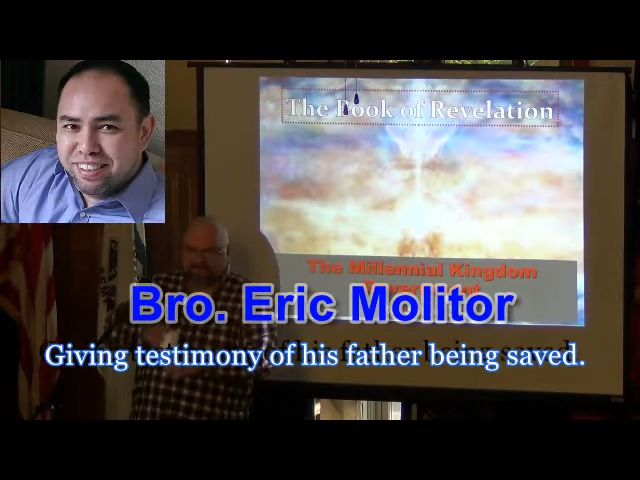 The Book of Revelation
The Millennial Kingdom
Bro. Eric Molitor
Giving testimony of his father being saved.